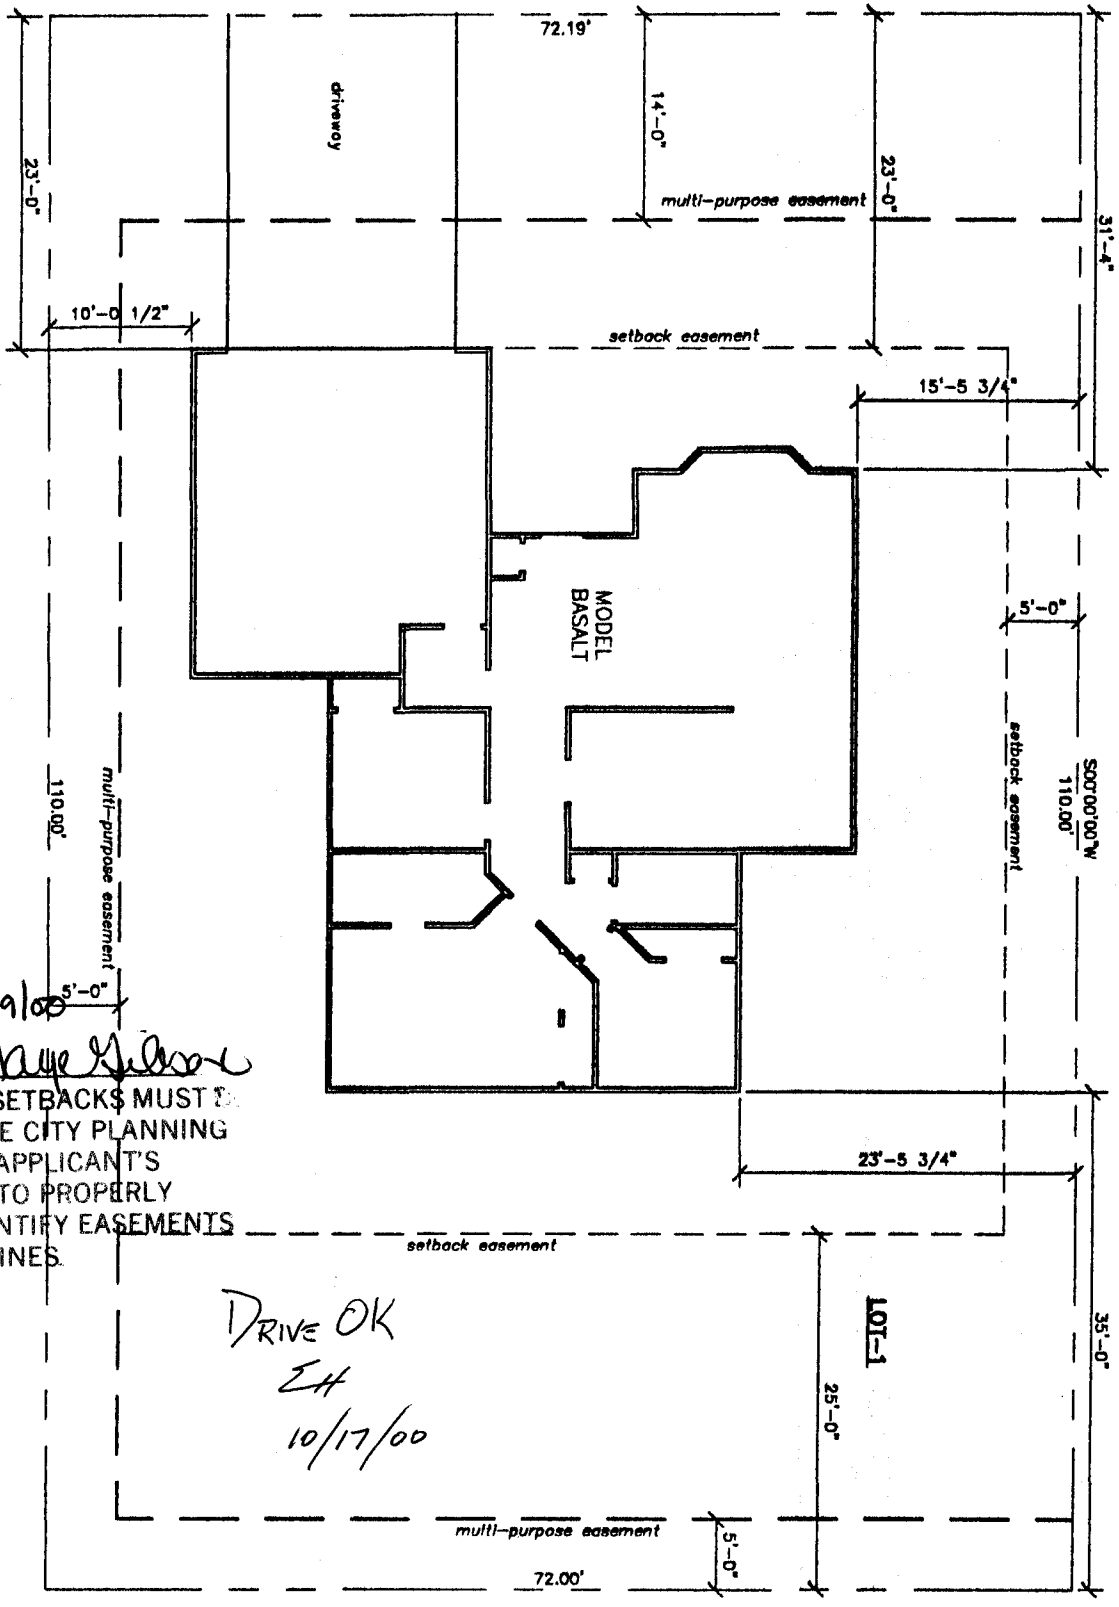 72.19'
driveway
14'-0"
23'-0"
23'-0"
31'-4"
multi-purpose easement
10'-0 1/2"
setback easement
15'-5 3/4"
5'-0"
MODEL
BASALT
setback easement
S00°00'00"W
110.00'
110.00'
multi-purpose easement
5'-0"
9/00
SETBACKS MUST
E CITY PLANNING
APPLICANT'S
TO PROPERLY
NTIFY EASEMENTS
INES.
23'-5 3/4"
setback easement
LOT-1
35'-0"
25'-0"
DRIVE OK
EH
10/17/00
multi-purpose easement
5'-0"
72.00'